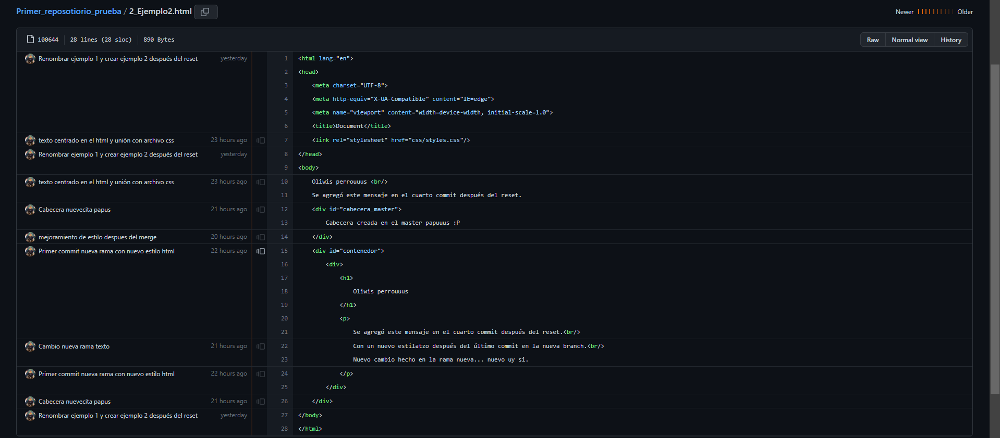 Primer_reposotiorio_prueba / 2_Ejemplo2.html
Newer Older
100644 28 lines (28 sloc) 890 Bytes
Raw Normal view History
Renombrar ejemplo 1 y crear ejemplo 2 después del reset yesterday 1 <html lang="en">
2 <head>
3 <meta charset="UTF-8">
4 <meta http-equiv="X-UA-Compatible" content="IE=edge">
5 <meta name="viewport" content="width=device-width, initial-scale=1.0">
6 <title>Document</title>
texto centrado en el html y unión con archivo css 23 hours ago 7 <link rel="stylesheet" href="css/styles.css"/>
Renombrar ejemplo 1 y crear ejemplo 2 después del reset yesterday 8 </head>
9 <body>
texto centrado en el html y unión con archivo css 23 hours ago 10 Oliwis perrouuus <br/>
11 Se agregó este mensaje en el cuarto commit después del reset.
Cabecera nuevecita papus 21 hours ago 12 <div id="cabecera_master">
13 Cabecera creada en el master papuuus :P
mejoramiento de estilo despues del merge 20 hours ago 14 </div>
Primer commit nueva rama con nuevo estilo html 22 hours ago 15 <div id="contenedor">
16 <div>
17 <h1>
18 Oliwis perrouuus
19 </h1>
20 <p>
21 Se agregó este mensaje en el cuarto commit después del reset.<br/>
Cambio nueva rama texto 21 hours ago 22 Con un nuevo estilatzo después del último commit en la nueva branch.<br/>
23 Nuevo cambio hecho en la rama nueva... nuevo uy si.
Primer commit nueva rama con nuevo estilo html 22 hours ago 24 </p>
25 </div>
Cabecera nuevecita papus 21 hours ago 26 </div>
Renombrar ejemplo 1 y crear ejemplo 2 después del reset yesterday 27 </body>
28 </html>